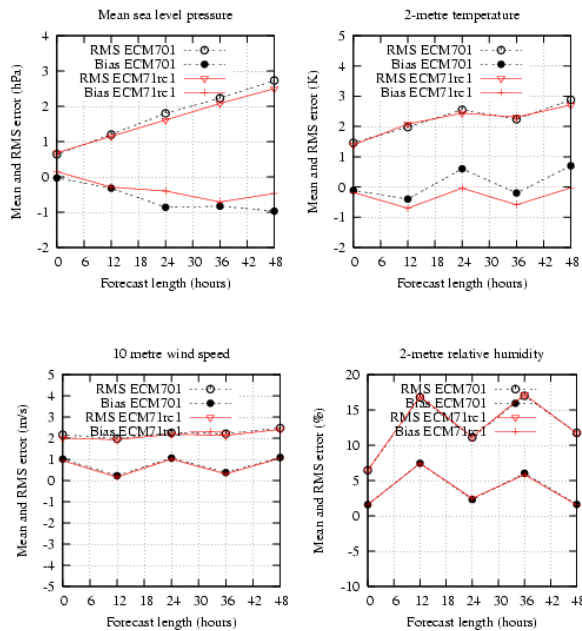 Mean sea level pressure
Mean and RMS error (hPa)
4
3
2
1
0
-1
-2
RMS ECM701
Bias ECM701
RMS ECM71rc1
Bias ECM71rc1
0 6 12 18 24 30 36 42 48
Forecast length (hours)
2-metre temperature
Mean and RMS error (K)
5
4
3
2
1
0
-1
-2
RMS ECM701
Bias ECM701
RMS ECM71rc1
Bias ECM71rc1
0 6 12 18 24 30 36 42 48
Forecast length (hours)
10 metre wind speed
Mean and RMS error (m/s)
5
4
3
2
1
0
-1
-2
-3
-4
-5
RMS ECM701
Bias ECM701
RMS ECM71rc1
Bias ECM71rc1
0 6 12 18 24 30 36 42 48
Forecast length (hours)
2-metre relative humidity
Mean and RMS error (%)
20
15
10
5
0
-5
-10
RMS ECM701
Bias ECM701
RMS ECM71rc1
Bias ECM71rc1
0 6 12 18 24 30 36 42 48
Forecast length (hours)